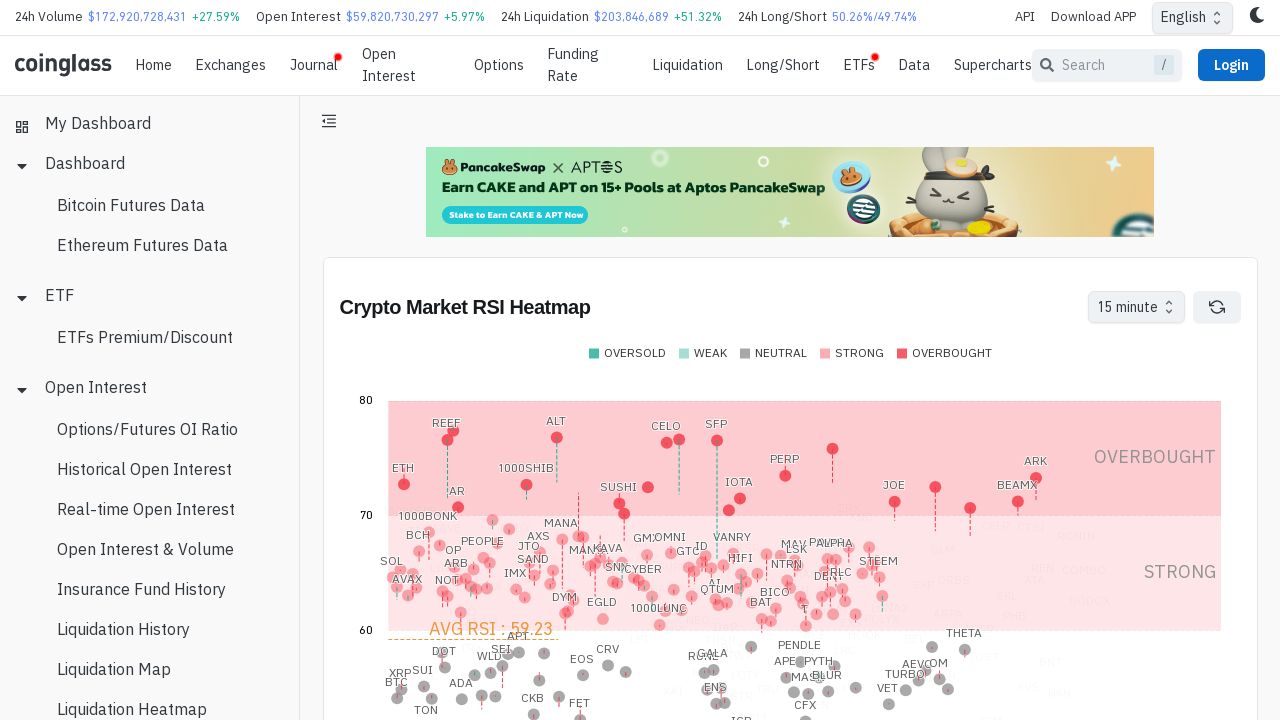 24h Volume $172,920,728,431 +27.59% Open Interest $59,820,730,297 +5.97% 24h Liquidation $203,846,689 +51.32% 24h Long/Short 50.26%/49.74% API Download APP English
coinglass Home Exchanges Journal Open Interest Options Funding Rate Liquidation Long/Short ETFs Data Supercharts Search / Login
My Dashboard
Dashboard
Bitcoin Futures Data
Ethereum Futures Data
ETF
ETFs Premium/Discount
Open Interest
Options/Futures OI Ratio
Historical Open Interest
Real-time Open Interest
Open Interest & Volume
Insurance Fund History
Liquidation History
Liquidation Map
Liquidation Heatmap
PancakeSwap × APTOS
Earn CAKE and APT on 15+ Pools at Aptos PancakeSwap
Stake to Earn CAKE & APT Now
Crypto Market RSI Heatmap
15 minute
OVERSOLD WEAK NEUTRAL STRONG OVERBOUGHT
80
REEF ALT CELO SFP
OVERBOUGHT
ETH 1000SHIB PERP ARK
AR SUSHI IOTA JOE BEAMX
70
1000BONK MANA
BCH PEOPLE AXS GMX OMNI VANRY
OP JTO KAVA GTC ID ALPHA
SOL ARB SAND HIFI LSK STEEM
STRONG
AVAX NOT IMX CYBER NTRN RLC
DYM EGLD 1000LUNC QTUM BICO BAT T
60
AVG RSI : 59.23
APT THETA
DOT SEI CRV GALA PENDLE
XRP SUI WLD EOS APE PYTH COM
BTC ADA ENS BLUR TURBO
TON CKB FET CFX VET